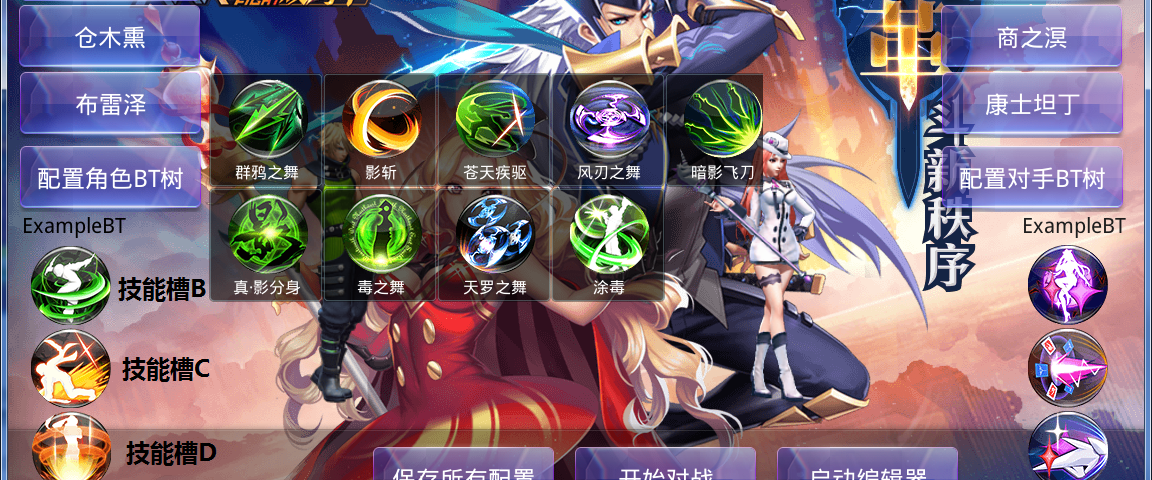 FIGHT
仓木熏
商之溟
布雷泽
康士坦丁
斗新秩序
群鸦之舞
影斩
苍天疾驱
风刃之舞
暗影飞刀
配置角色BT树
配置对手BT树
ExampleBT
ExampleBT
真·影分身
毒之舞
天罗之舞
涂毒
技能槽B
技能槽C
技能槽D
保存所有配置
开始对战
启动编辑器